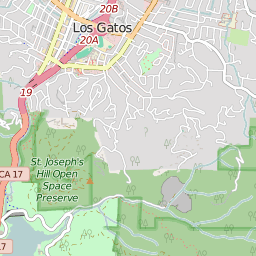 20B
Los Gatos
20A
19
St. Joseph's
Hill Open
Space
Preserve
CA 17
17